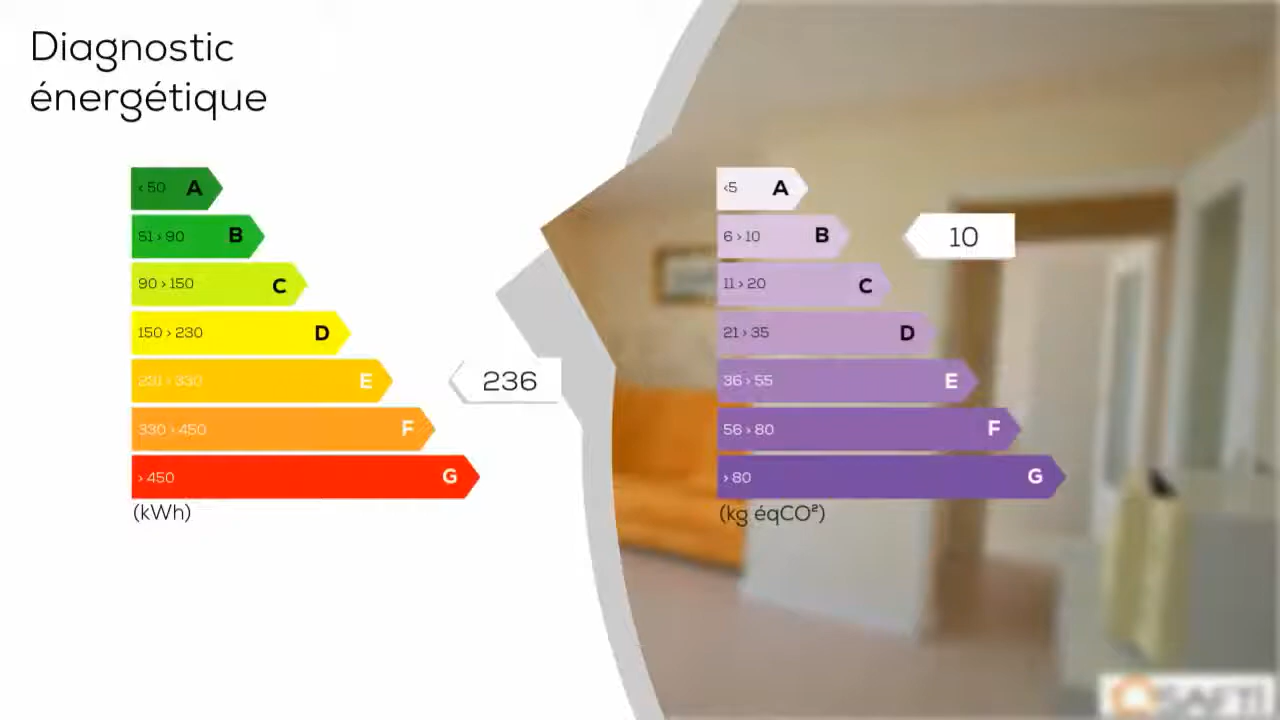 Diagnostic
énergétique
< 50 A
51 > 90 B
90 > 150 C
150 > 230 D
231 > 330 E
330 > 450 F
> 450 G
(kWh)
236
<5 A
6 > 10 B
11 > 20 C
21 > 35 D
36 > 55 E
56 > 80 F
> 80 G
(kg éqCO²)
10
SAFTI